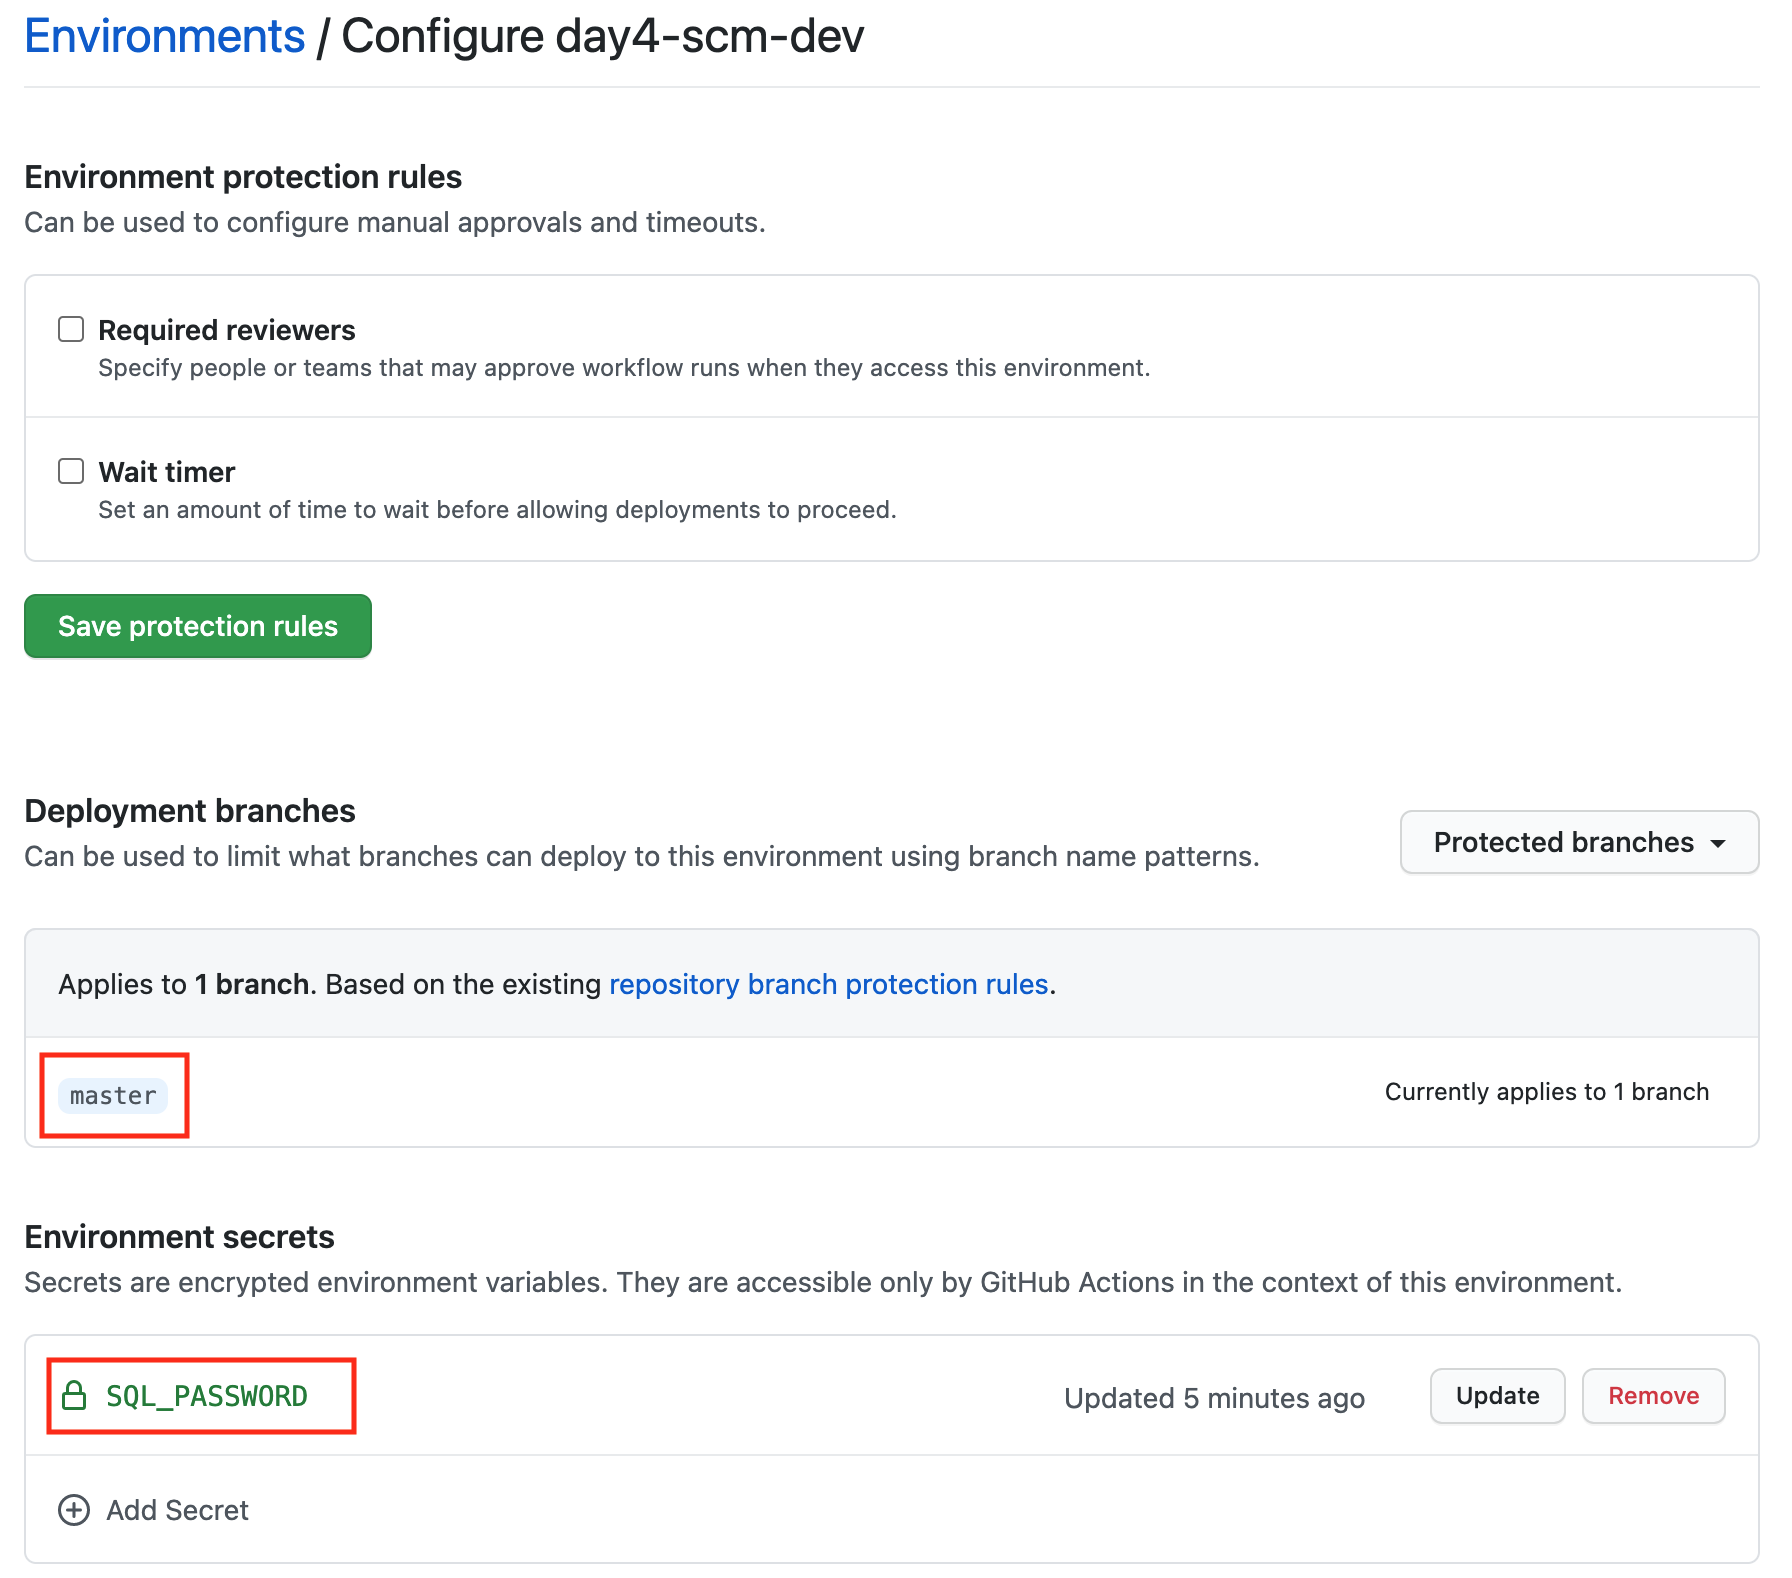 Environments / Configure day4-scm-dev
Environment protection rules
Can be used to configure manual approvals and timeouts.
Required reviewers
Specify people or teams that may approve workflow runs when they access this environment.
Wait timer
Set an amount of time to wait before allowing deployments to proceed.
Save protection rules
Deployment branches
Can be used to limit what branches can deploy to this environment using branch name patterns.
Protected branches
Applies to 1 branch. Based on the existing repository branch protection rules.
master
Currently applies to 1 branch
Environment secrets
Secrets are encrypted environment variables. They are accessible only by GitHub Actions in the context of this environment.
SQL_PASSWORD
Updated 5 minutes ago
Update
Remove
Add Secret